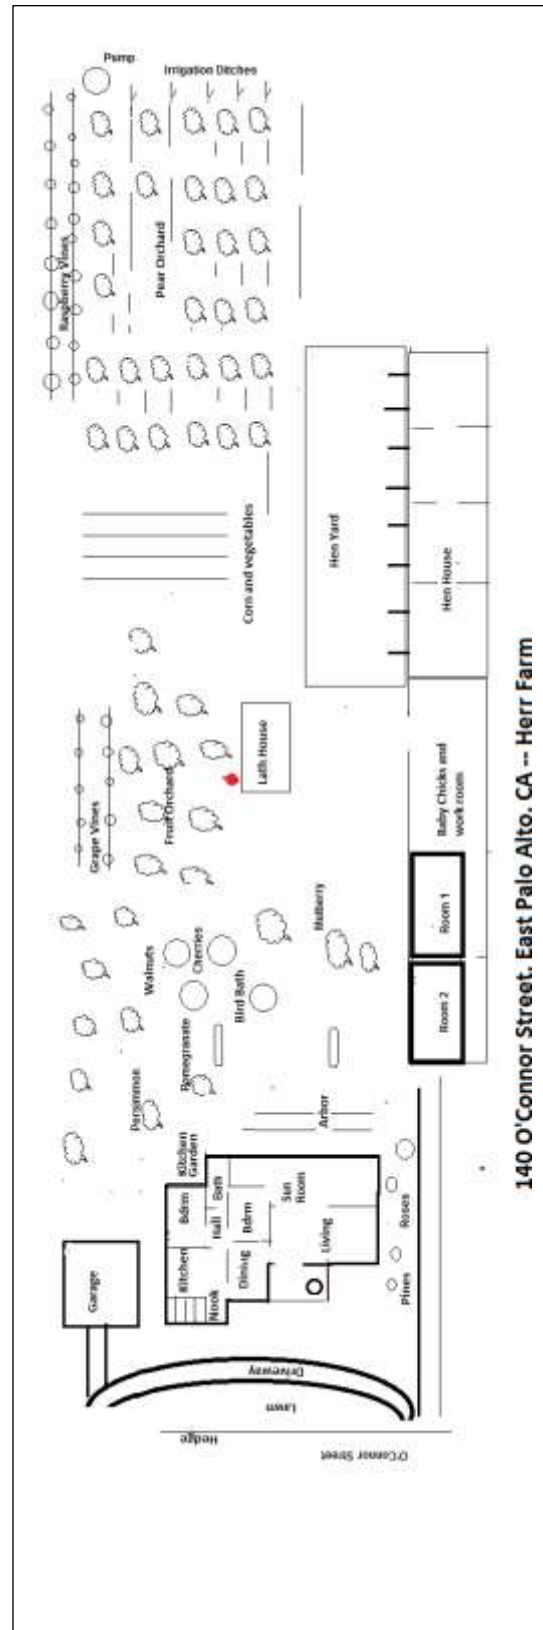 Pump
Irrigation Ditches
Raspberry Vines
Pear Orchard
Corn and vegetables
Hen Yard
Hen House
Grape Vines
Fruit Orchard
Lath House
Baby Chicks and
work rooms
Room 1
Room 2
Walnuts
Cherries
Mulberry
Bird Bath
Pomegranate
Persimmon
Arbor
Kitchen
Garden
Bdrm
Bath
Hall
Bdrm
Sun
Room
Kitchen
Nook
Dining
Living
Garage
Roses
Pines
Driveway
Lawn
Hedge
O'Connor Street
140 O'Connor Street, East Palo Alto, CA -- Herr Farm